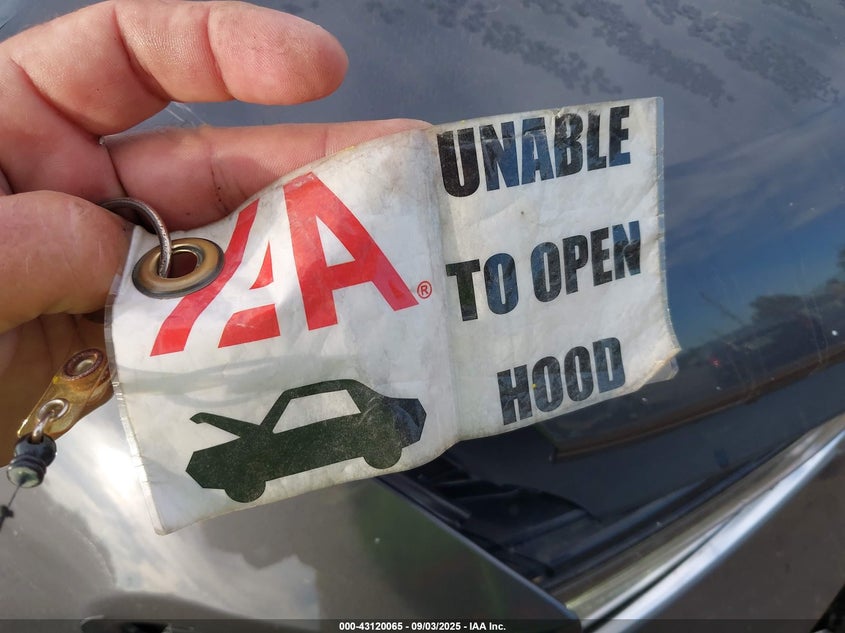 IAA®
UNABLE
TO OPEN
HOOD
000-43120065 - 09/03/2025 - IAA Inc.